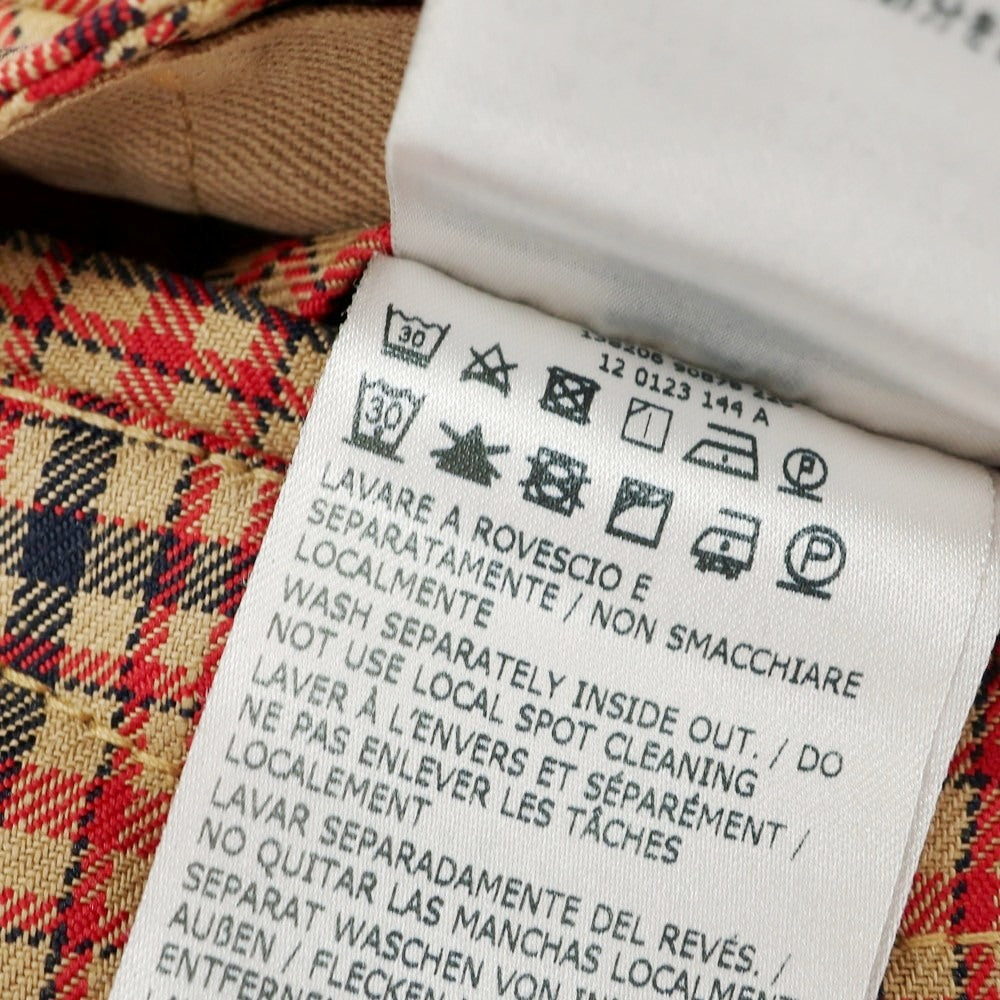 12 0123 144 A
30
30
P
P
LAVARE A ROVESCIO E
SEPARATAMENTE / NON SMACCHIARE
LOCALMENTE
WASH SEPARATELY INSIDE OUT. / DO
NOT USE LOCAL SPOT CLEANING
LAVER À L'ENVERS ET SÉPARÉMENT /
NE PAS ENLEVER LES TÂCHES
LOCALEMENT
LAVAR SEPARADAMENTE DEL REVÉS. /
NO QUITAR LAS MANCHAS
SEPARAT WASCHEN VON
AUßEN / FLECKEN